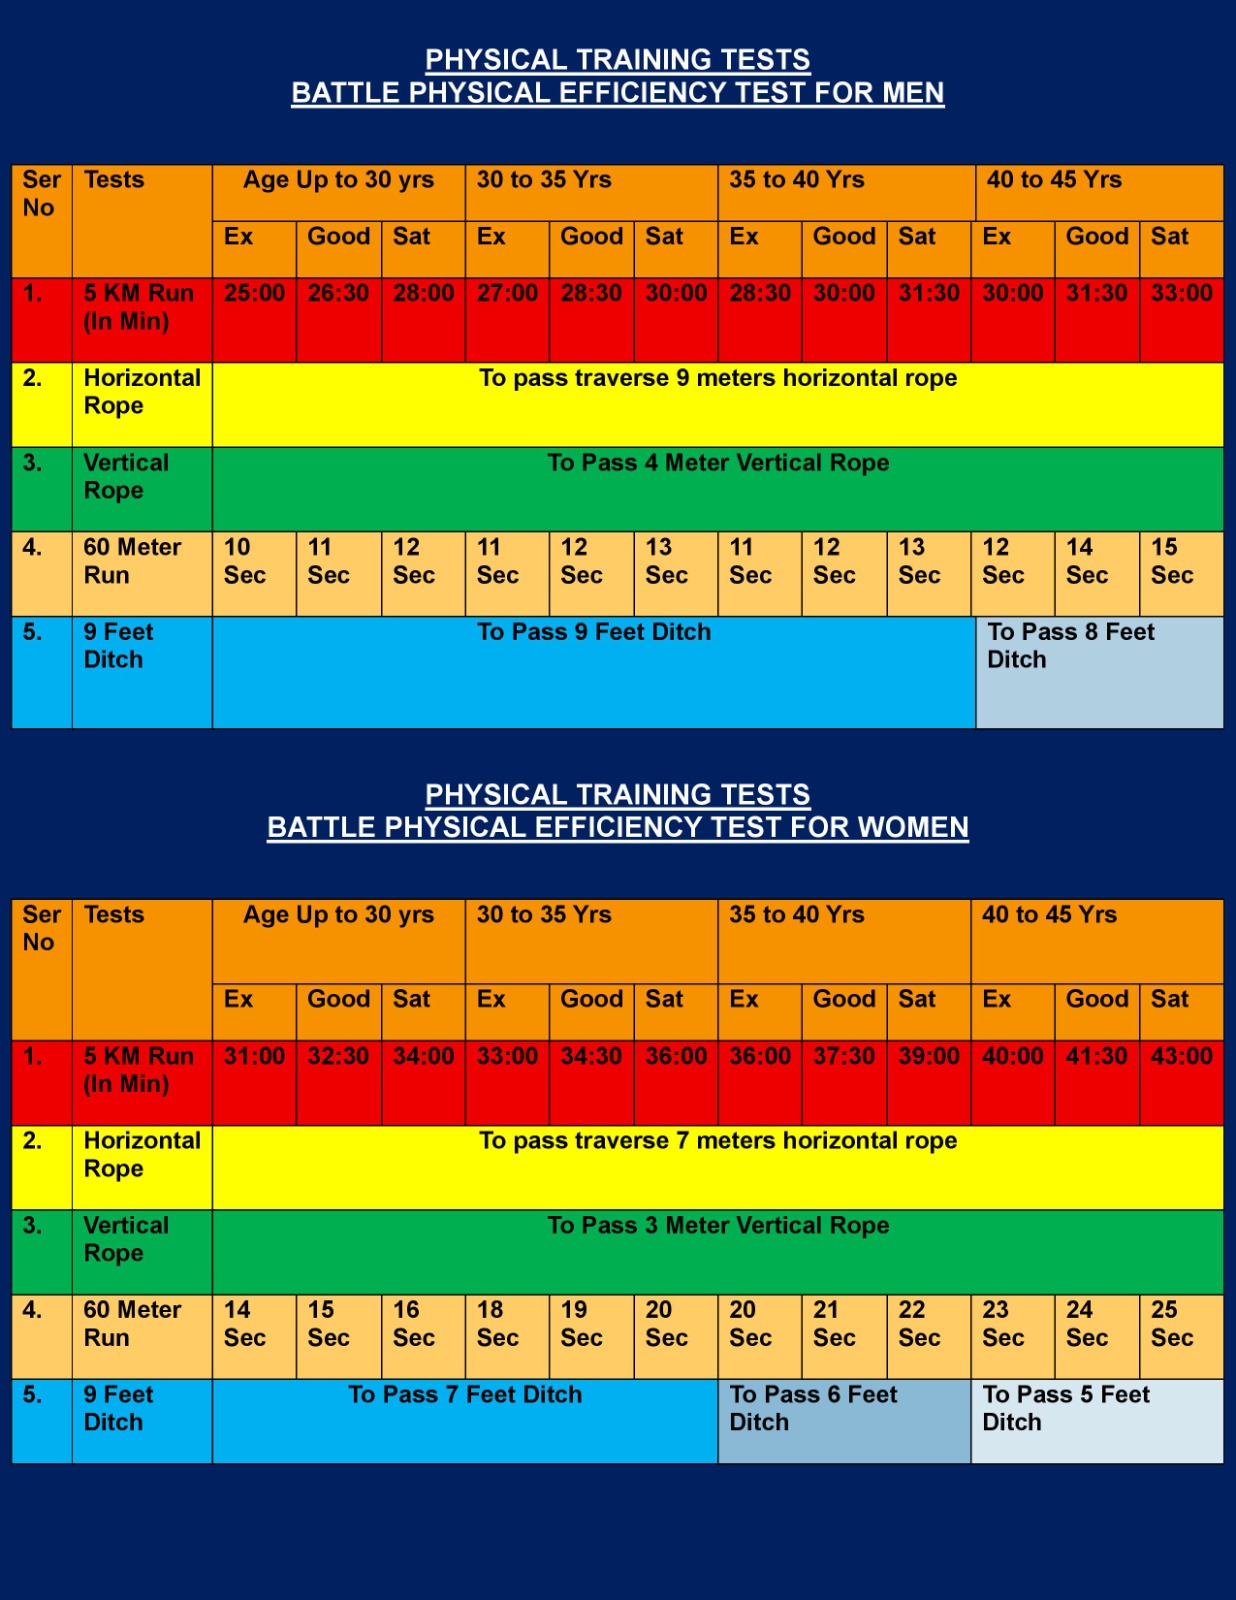 PHYSICAL TRAINING TESTS
BATTLE PHYSICAL EFFICIENCY TEST FOR MEN
Ser No Tests Age Up to 30 yrs 30 to 35 Yrs 35 to 40 Yrs 40 to 45 Yrs
Ex Good Sat Ex Good Sat Ex Good Sat Ex Good Sat
1. 5 KM Run 25:00 26:30 28:00 27:00 28:30 30:00 28:30 30:00 31:30 30:00 31:30 33:00
(In Min)
2. Horizontal To pass traverse 9 meters horizontal rope
Rope
3. Vertical To Pass 4 Meter Vertical Rope
Rope
4. 60 Meter 10 11 12 11 12 13 11 12 13 12 14 15
Run Sec Sec Sec Sec Sec Sec Sec Sec Sec Sec Sec Sec
5. 9 Feet To Pass 9 Feet Ditch To Pass 8 Feet
Ditch Ditch
PHYSICAL TRAINING TESTS
BATTLE PHYSICAL EFFICIENCY TEST FOR WOMEN
Ser No Tests Age Up to 30 yrs 30 to 35 Yrs 35 to 40 Yrs 40 to 45 Yrs
Ex Good Sat Ex Good Sat Ex Good Sat Ex Good Sat
1. 5 KM Run 31:00 32:30 34:00 33:00 34:30 36:00 36:00 37:30 39:00 40:00 41:30 43:00
(In Min)
2. Horizontal To pass traverse 7 meters horizontal rope
Rope
3. Vertical To Pass 3 Meter Vertical Rope
Rope
4. 60 Meter 14 15 16 18 19 20 20 21 22 23 24 25
Run Sec Sec Sec Sec Sec Sec Sec Sec Sec Sec Sec Sec
5. 9 Feet To Pass 7 Feet Ditch To Pass 6 Feet To Pass 5 Feet
Ditch Ditch Ditch